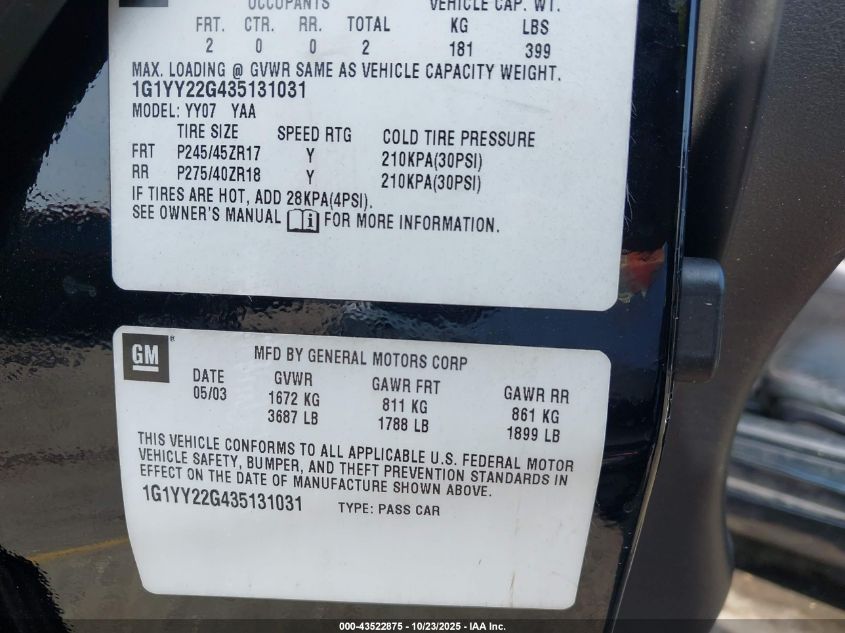 OCCUPANTS VEHICLE CAP. WT.
FRT. CTR. RR. TOTAL KG LBS
2 0 0 2 181 399
MAX. LOADING @ GVWR SAME AS VEHICLE CAPACITY WEIGHT.
1G1YY22G435131031
MODEL: YY07 YAA
TIRE SIZE SPEED RTG COLD TIRE PRESSURE
FRT P245/45ZR17 Y 210KPA(30PSI)
RR P275/40ZR18 Y 210KPA(30PSI)
IF TIRES ARE HOT, ADD 28KPA(4PSI).
SEE OWNER'S MANUAL i FOR MORE INFORMATION.
GM ® MFD BY GENERAL MOTORS CORP
DATE GVWR GAWR FRT GAWR RR
05/03 1672 KG 811 KG 861 KG
3687 LB 1788 LB 1899 LB
THIS VEHICLE CONFORMS TO ALL APPLICABLE U.S. FEDERAL MOTOR
VEHICLE SAFETY, BUMPER, AND THEFT PREVENTION STANDARDS IN
EFFECT ON THE DATE OF MANUFACTURE SHOWN ABOVE.
1G1YY22G435131031 TYPE: PASS CAR
000-43522875 - 10/23/2025 - IAA Inc.